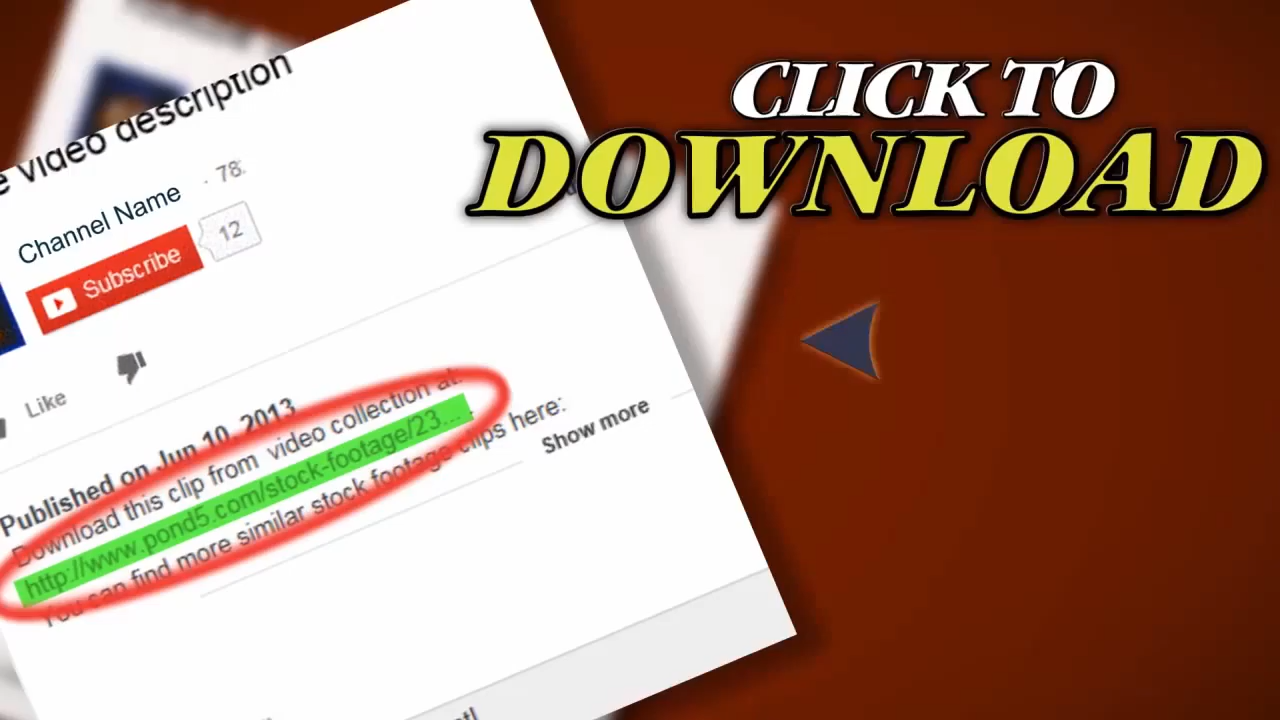 CLICK TO
DOWNLOAD
video description
Channel Name
78
Subscribe
12
Like
Published on Jun 10, 2013
Download this clip from video collection at:
http://www.pond5.com/stock-footage/23...
You can find more similar stock footage clips here:
Show more